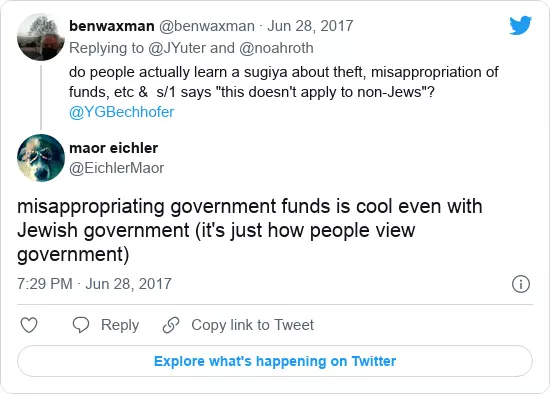 benwaxman @benwaxman · Jun 28, 2017
Replying to @JYuter and @noahroth
do people actually learn a sugiya about theft, misappropriation of
funds, etc & s/1 says "this doesn't apply to non-Jews"?
@YGBechhofer
maor eichler
@EichlerMaor
misappropriating government funds is cool even with
Jewish government (it's just how people view
government)
7:29 PM · Jun 28, 2017
Reply
Copy link to Tweet
Explore what's happening on Twitter